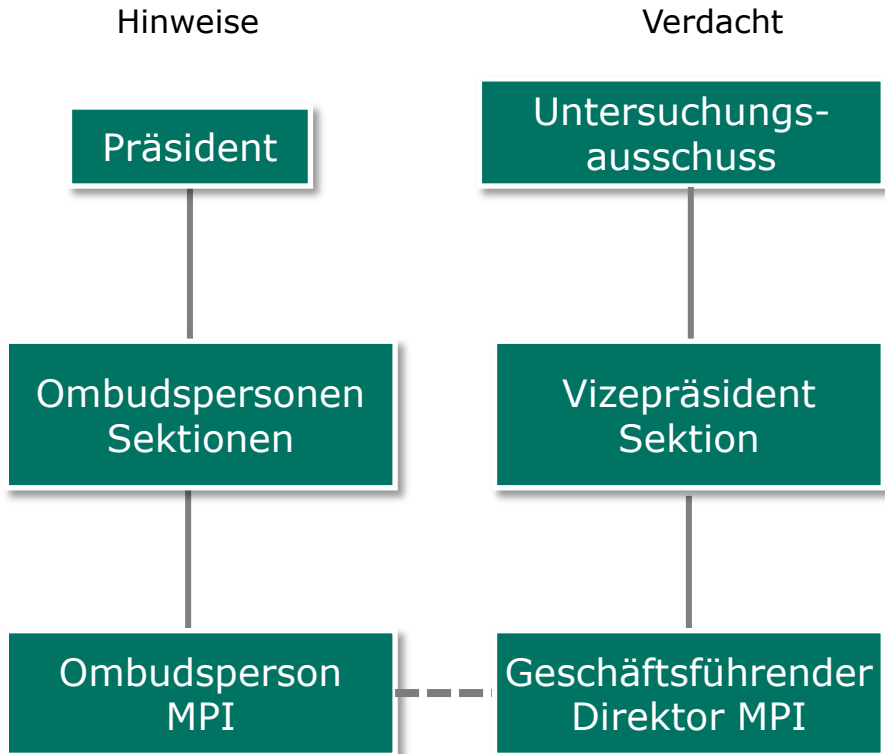 Hinweise
Verdacht
Präsident
Untersuchungs-
ausschuss
Ombudspersonen
Sektionen
Vizepräsident
Sektion
Ombudsperson
MPI
Geschäftsführender
Direktor MPI